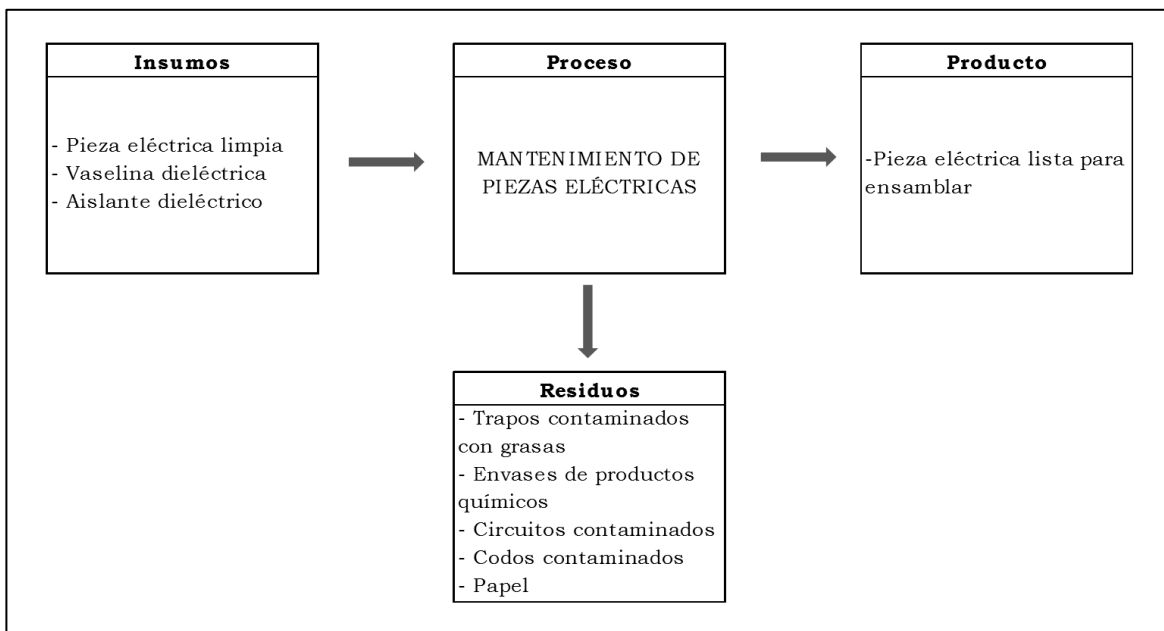 Insumos
- Pieza eléctrica limpia
- Vaselina dieléctrica
- Aislante dieléctrico
Proceso
MANTENIMIENTO DE
PIEZAS ELÉCTRICAS
Producto
-Pieza eléctrica lista para
ensamblar
Residuos
- Trapos contaminados
con grasas
- Envases de productos
químicos
- Circuitos contaminados
- Codos contaminados
- Papel